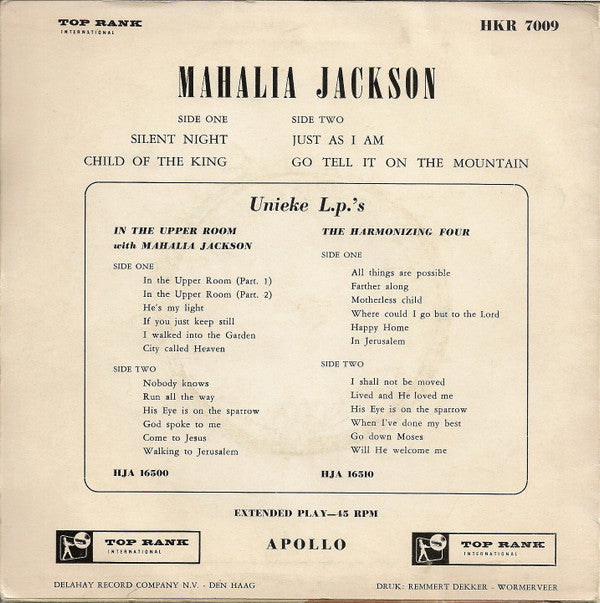 TOP RANK
INTERNATIONAL
HKR 7009
MAHALIA JACKSON
SIDE ONE
SILENT NIGHT
CHILD OF THE KING
SIDE TWO
JUST AS I AM
GO TELL IT ON THE MOUNTAIN
Unieke L.p.'s
IN THE UPPER ROOM
with MAHALIA JACKSON
SIDE ONE
In the Upper Room (Part. 1)
In the Upper Room (Part. 2)
He's my light
If you just keep still
I walked into the Garden
City called Heaven
SIDE TWO
Nobody knows
Run all the way
His Eye is on the sparrow
God spoke to me
Come to Jesus
Walking to Jerusalem
HJA 16500
THE HARMONIZING FOUR
SIDE ONE
All things are possible
Farther along
Motherless child
Where could I go but to the Lord
Happy Home
In Jerusalem
SIDE TWO
I shall not be moved
Lived and He loved me
His Eye is on the sparrow
When I've done my best
Go down Moses
Will He welcome me
HJA 16510
EXTENDED PLAY—45 RPM
TOP RANK
INTERNATIONAL
APOLLO
TOP RANK
INTERNATIONAL
DELAHAY RECORD COMPANY N.V. - DEN HAAG
DRUK: REMMERT DEKKER - WORMERVEER